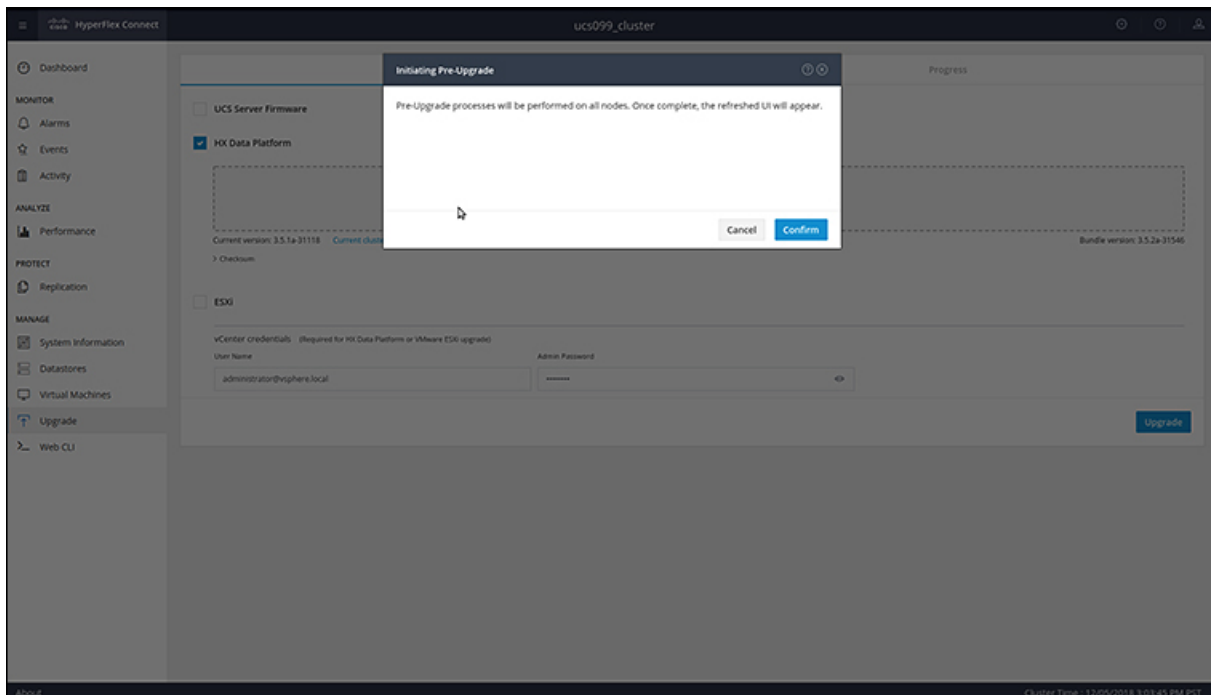 cisco HyperFlex Connect
ucs099_cluster
Dashboard
MONITOR
Alarms
Events
Activity
ANALYZE
Performance
PROTECT
Replication
MANAGE
System Information
Datastores
Virtual Machines
Upgrade
Web CLI
Progress
UCS Server Firmware
HX Data Platform
Initiating Pre-Upgrade
Pre-Upgrade processes will be performed on all nodes. Once complete, the refreshed UI will appear.
Cancel Confirm
Current version: 3.5.1a-31118 Current
Bundle version: 3.5.2a-31546
> Checksum
ESXi
vCenter credentials (Required for HX Data Platform or VMware ESXi upgrade)
User Name
Admin Password
administrator@vsphere.local
Upgrade
About
Cluster Time : 12/05/2018 3:03:45 PM PST